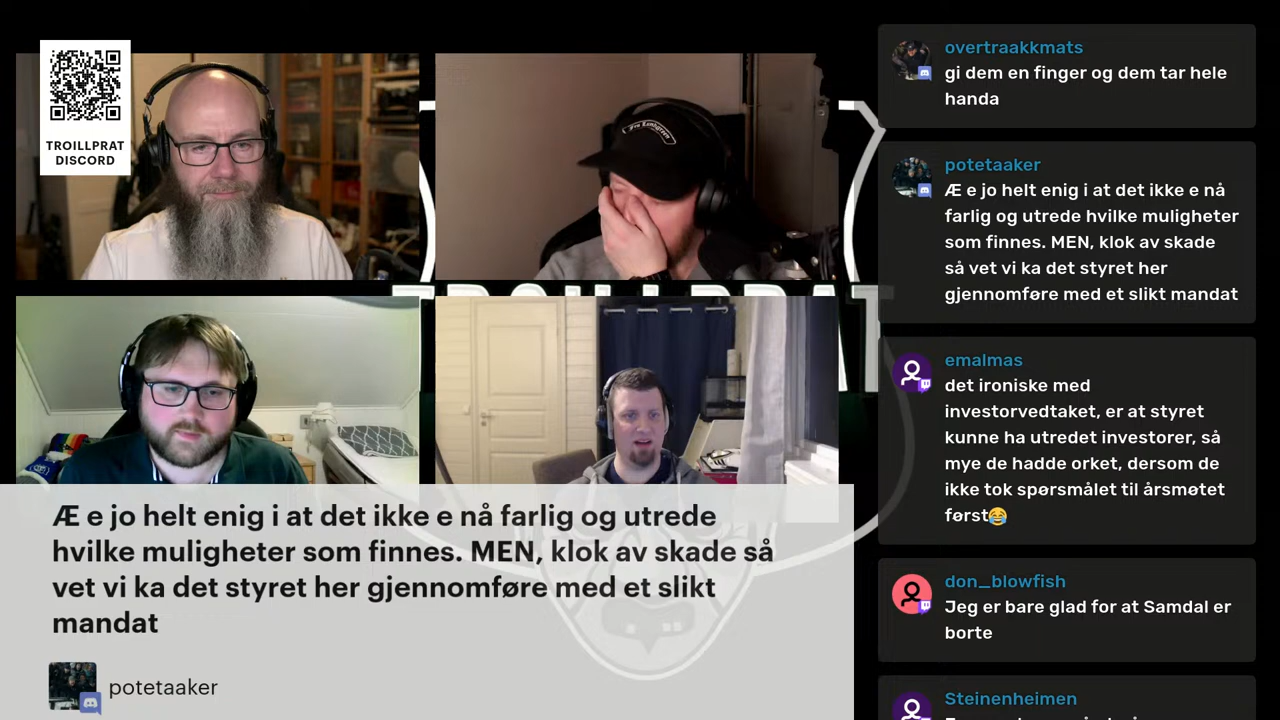 TROILLPRAT
DISCORD
TROILLPRAT
Æ e jo helt enig i at det ikke e nå farlig og utrede
hvilke muligheter som finnes. MEN, klok av skade så
vet vi ka det styret her gjennomføre med et slikt
mandat
potetaaker
overtraakkmats
gi dem en finger og dem tar hele
handa
potetaaker
Æ e jo helt enig i at det ikke e nå
farlig og utrede hvilke muligheter
som finnes. MEN, klok av skade
så vet vi ka det styret her
gjennomføre med et slikt mandat
emalmas
det ironiske med
investorvedtaket, er at styret
kunne ha utredet investorer, så
mye de hadde orket, dersom de
ikke tok spørsmålet til årsmøtet
først😂
don_blowfish
Jeg er bare glad for at Samdal er
borte
Steinenheimen